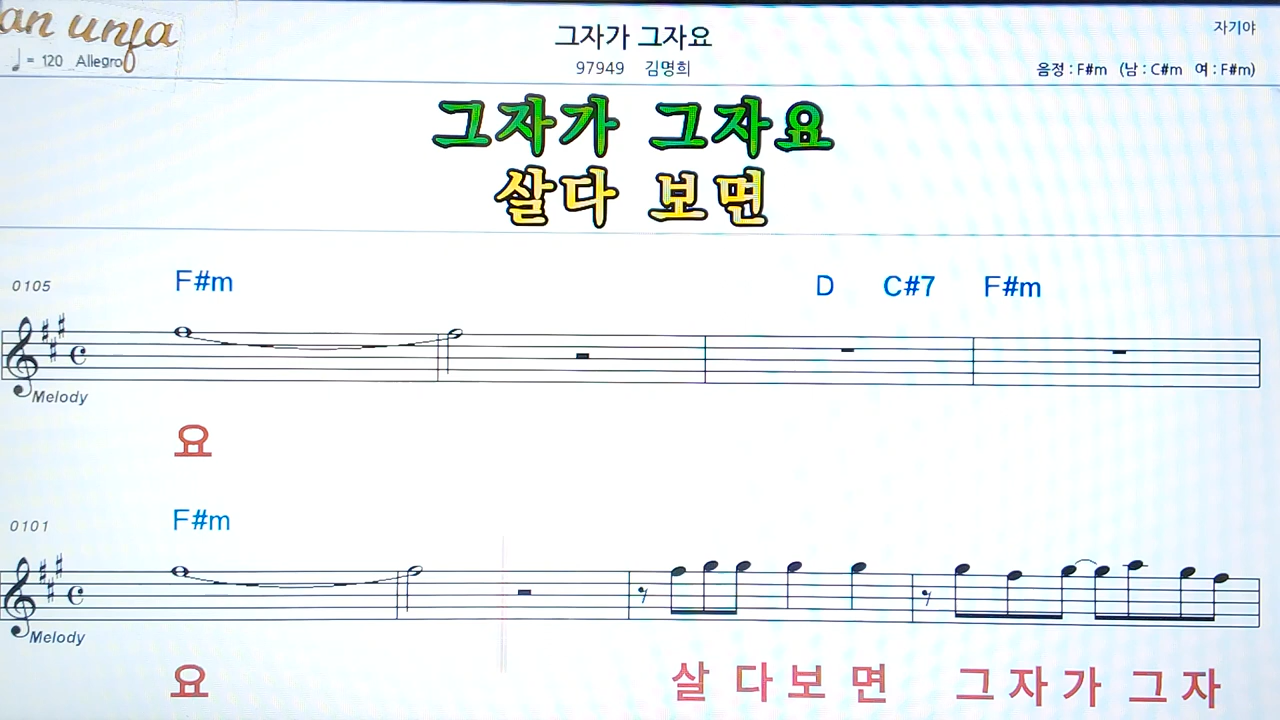 an unja
그자가 그자요
자기야
♩ = 120 Allegro
97949 김명희
음정 : F#m (남 : C#m 여 : F#m)
그자가 그자요
살다 보면
0105 F#m D C#7 F#m
Melody
요
0101 F#m
Melody
요 살 다 보 면 그 자 가 그 자